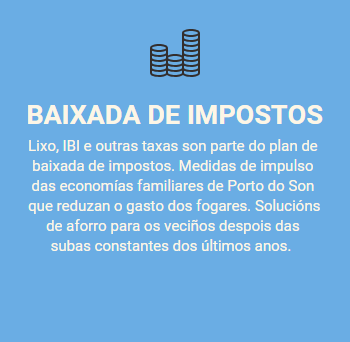 BAIXADA DE IMPOSTOS
Lixo, IBI e outras taxas son parte do plan de
baixada de impostos. Medidas de impulso
das economías familiares de Porto do Son
que reduzan o gasto dos fogares. Solucións
de aforro para os veciños despois das
subas constantes dos últimos anos.